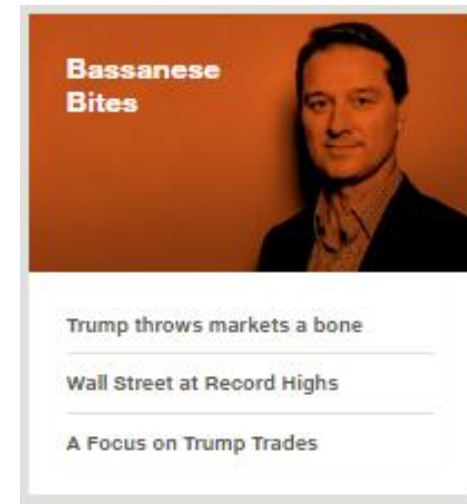 Bassanese
Bites
Trump throws markets a bone
Wall Street at Record Highs
A Focus on Trump Trades